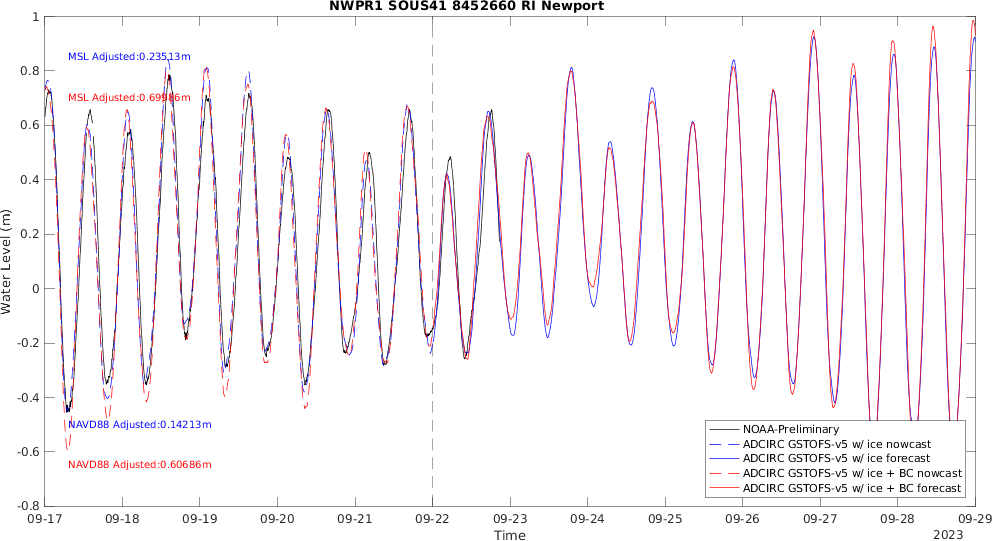 NWPR1 SOUS41 8452660 RI Newport
1
0.8
0.6
0.4
0.2
0
-0.2
-0.4
-0.6
-0.8
Water Level (m)
MSL Adjusted:0.23513m
MSL Adjusted:0.69986m
NAVD88 Adjusted:0.14213m
NAVD88 Adjusted:0.60686m
NOAA-Preliminary
ADCIRC GSTOFS-v5 w/ ice nowcast
ADCIRC GSTOFS-v5 w/ ice forecast
ADCIRC GSTOFS-v5 w/ ice + BC nowcast
ADCIRC GSTOFS-v5 w/ ice + BC forecast
09-17 09-18 09-19 09-20 09-21 09-22 09-23 09-24 09-25 09-26 09-27 09-28 09-29
Time
2023